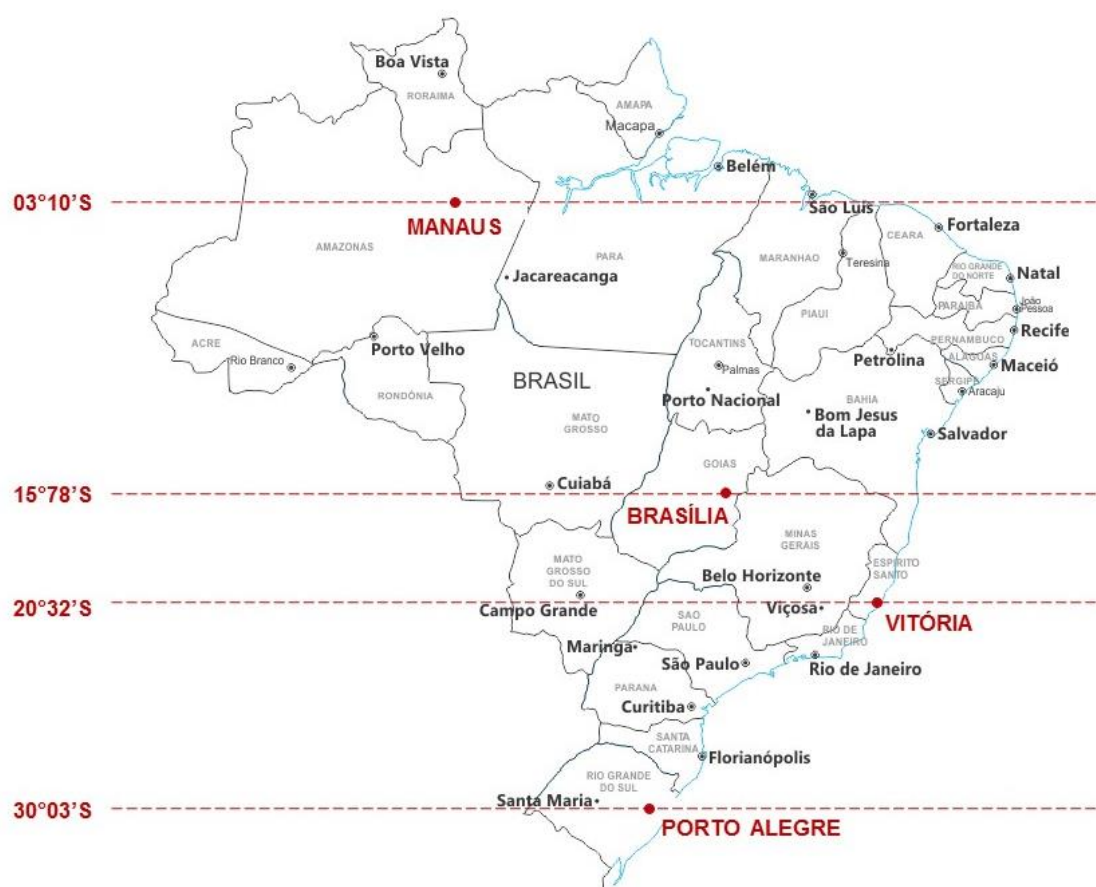 Boa Vista
RORAIMA
AMAPA
Macapa
Belém
03°10’S
MANAUS
São Luis
Fortaleza
CEARA
AMAZONAS
PARA
MARANHAO
Teresina
RIO GRANDE
DO NORTE
Natal
Jacareacanga
João
Pessoa
PARAIBA
PIAUI
Recife
ACRE
Rio Branco
Porto Velho
TOCANTINS
PERNAMBUCO
Petrolina
ALAGOAS
Maceió
Palmas
BRASIL
RONDÔNIA
Porto Nacional
SERGIPE
Aracaju
BAHIA
Bom Jesus
da Lapa
MATO
GROSSO
Salvador
GOIAS
Cuiabá
15°78’S
BRASÍLIA
MINAS
GERAIS
MATO
GROSSO
DO SUL
ESPIRITO
SANTO
Belo Horizonte
20°32’S
Campo Grande
Viçosa
VITÓRIA
SAO
PAULO
RIO DE
JANEIRO
Maringa
São Paulo
Rio de Janeiro
PARANA
Curitiba
SANTA
CATARINA
Florianópolis
RIO GRANDE
DO SUL
Santa Maria
30°03’S
PORTO ALEGRE